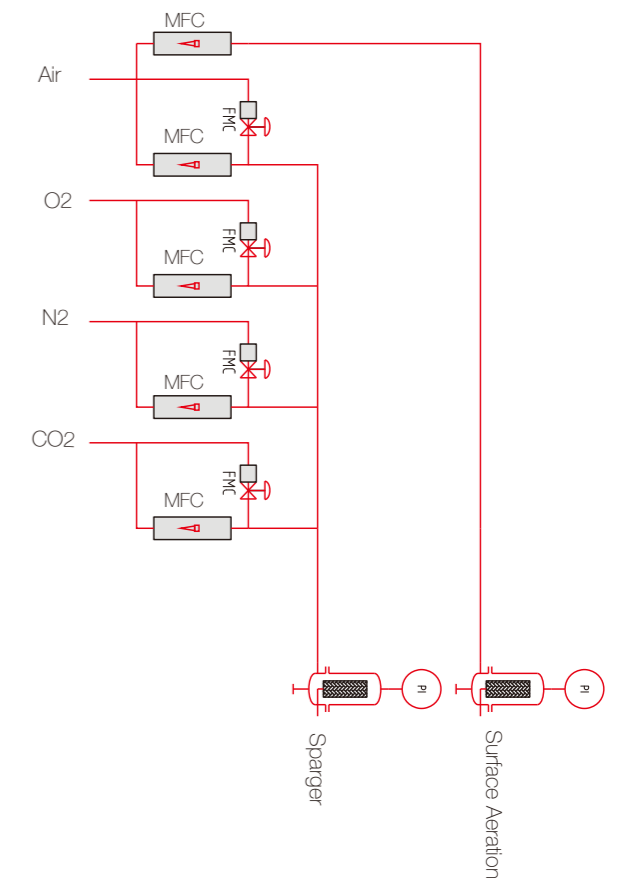 MFC
Air
FMC
MFC
O2
FMC
MFC
N2
FMC
MFC
CO2
FMC
MFC
PI
PI
Sparger
Surface Aeration